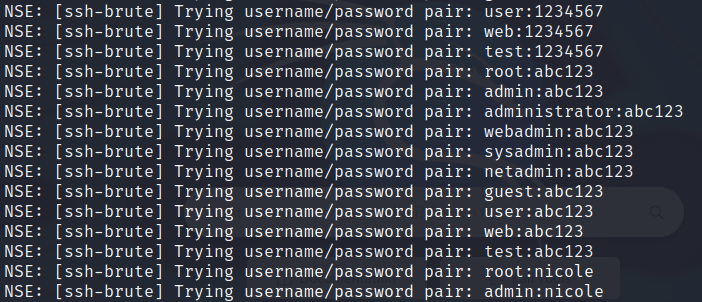 NSE: [ssh-brute] Trying username/password pair: user:1234567
NSE: [ssh-brute] Trying username/password pair: web:1234567
NSE: [ssh-brute] Trying username/password pair: test:1234567
NSE: [ssh-brute] Trying username/password pair: root:abc123
NSE: [ssh-brute] Trying username/password pair: admin:abc123
NSE: [ssh-brute] Trying username/password pair: administrator:abc123
NSE: [ssh-brute] Trying username/password pair: webadmin:abc123
NSE: [ssh-brute] Trying username/password pair: sysadmin:abc123
NSE: [ssh-brute] Trying username/password pair: netadmin:abc123
NSE: [ssh-brute] Trying username/password pair: guest:abc123
NSE: [ssh-brute] Trying username/password pair: user:abc123
NSE: [ssh-brute] Trying username/password pair: web:abc123
NSE: [ssh-brute] Trying username/password pair: test:abc123
NSE: [ssh-brute] Trying username/password pair: root:nicole
NSE: [ssh-brute] Trying username/password pair: admin:nicole